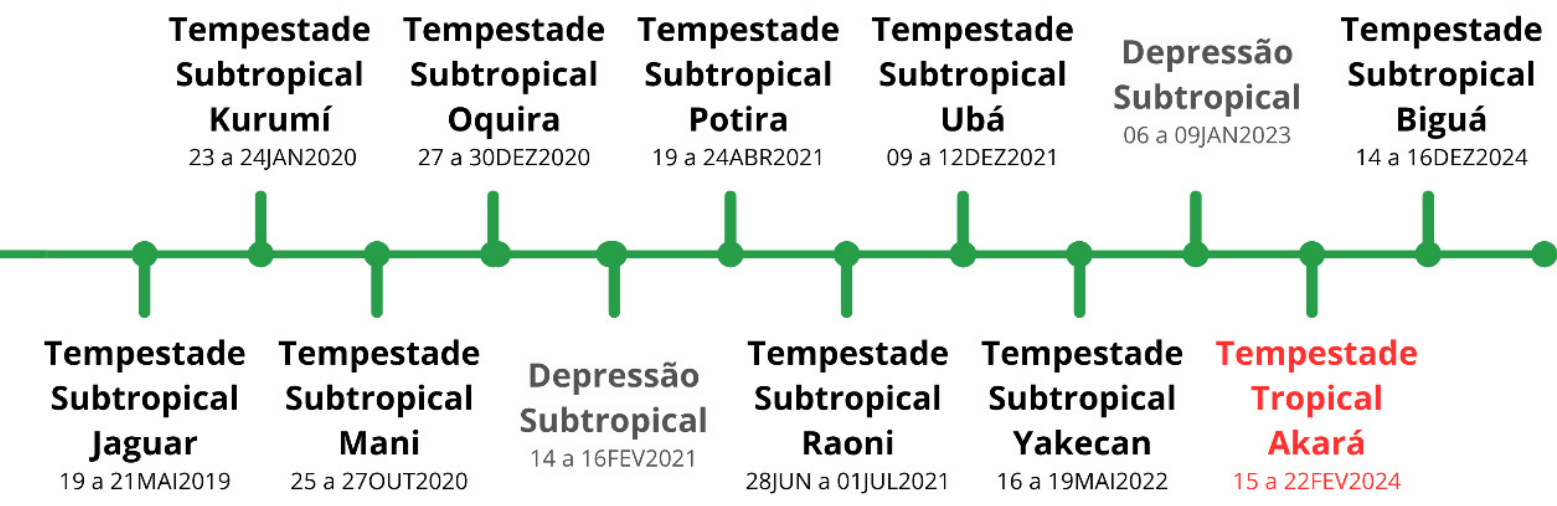 Tempestade
Subtropical
Kurumí
23 a 24JAN2020
Tempestade
Subtropical
Oquira
27 a 30DEZ2020
Tempestade
Subtropical
Potira
19 a 24ABR2021
Tempestade
Subtropical
Ubá
09 a 12DEZ2021
Depressão
Subtropical
06 a 09JAN2023
Tempestade
Subtropical
Biguá
14 a 16DEZ2024
Tempestade
Subtropical
Jaguar
19 a 21MAI2019
Tempestade
Subtropical
Mani
25 a 27OUT2020
Depressão
Subtropical
14 a 16FEV2021
Tempestade
Subtropical
Raoni
28JUN a 01JUL2021
Tempestade
Subtropical
Yakecan
16 a 19MAI2022
Tempestade
Tropical
Akará
15 a 22FEV2024